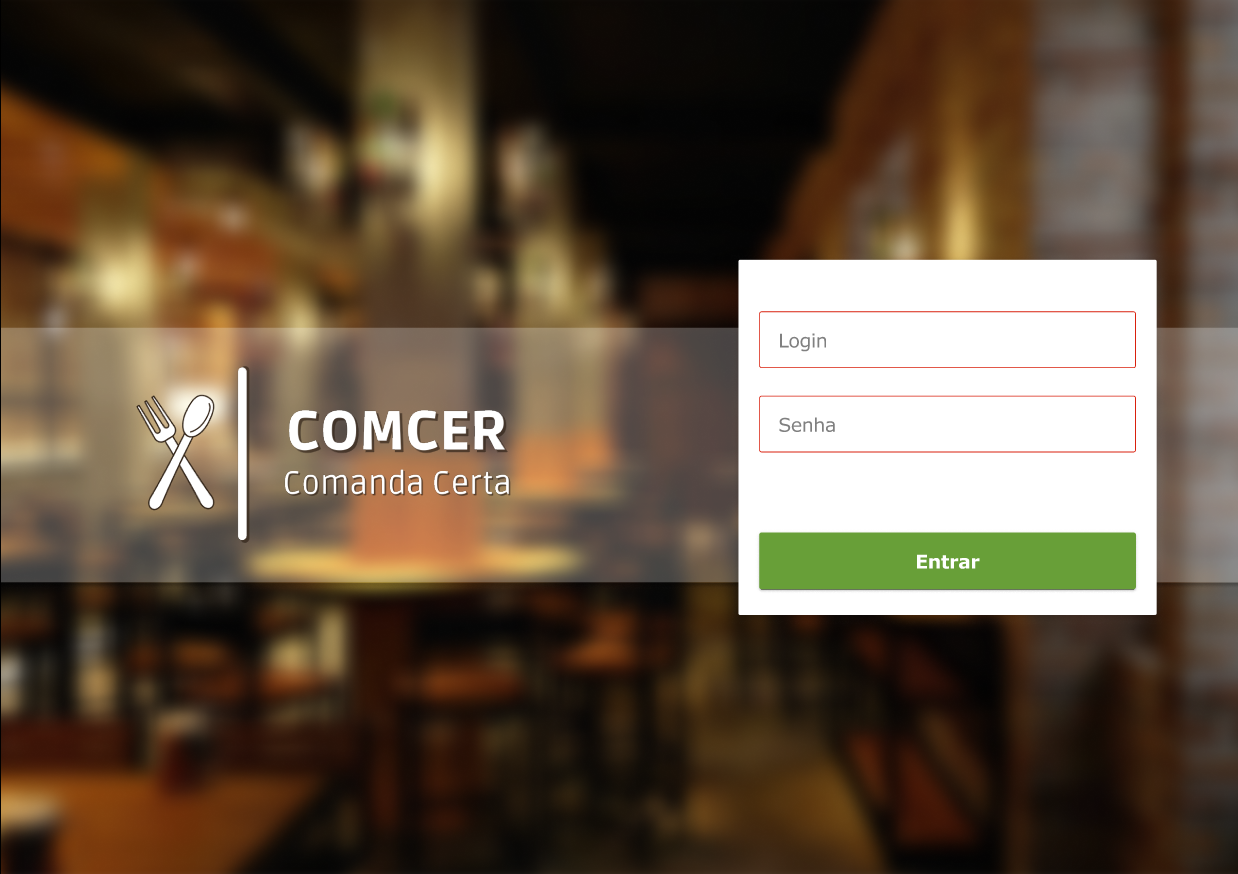 COMCER
Comanda Certa
Login
Senha
Entrar